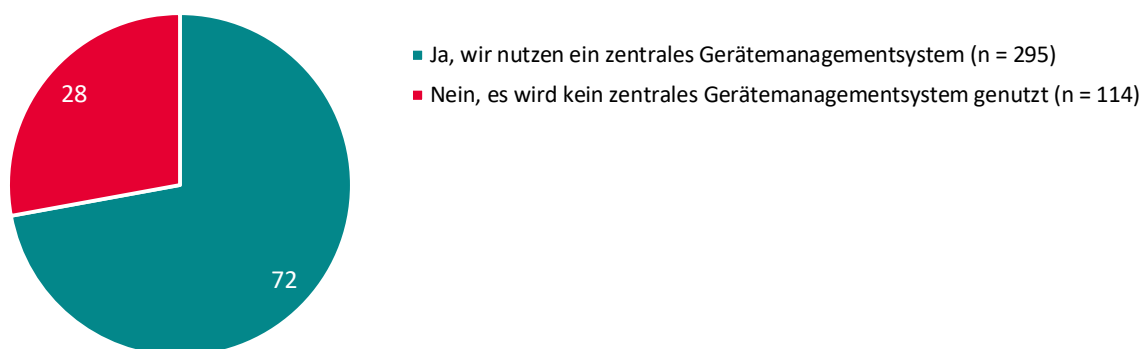 Ja, wir nutzen ein zentrales Gerätemanagementsystem (n = 295)
Nein, es wird kein zentrales Gerätemanagementsystem genutzt (n = 114)
28
72